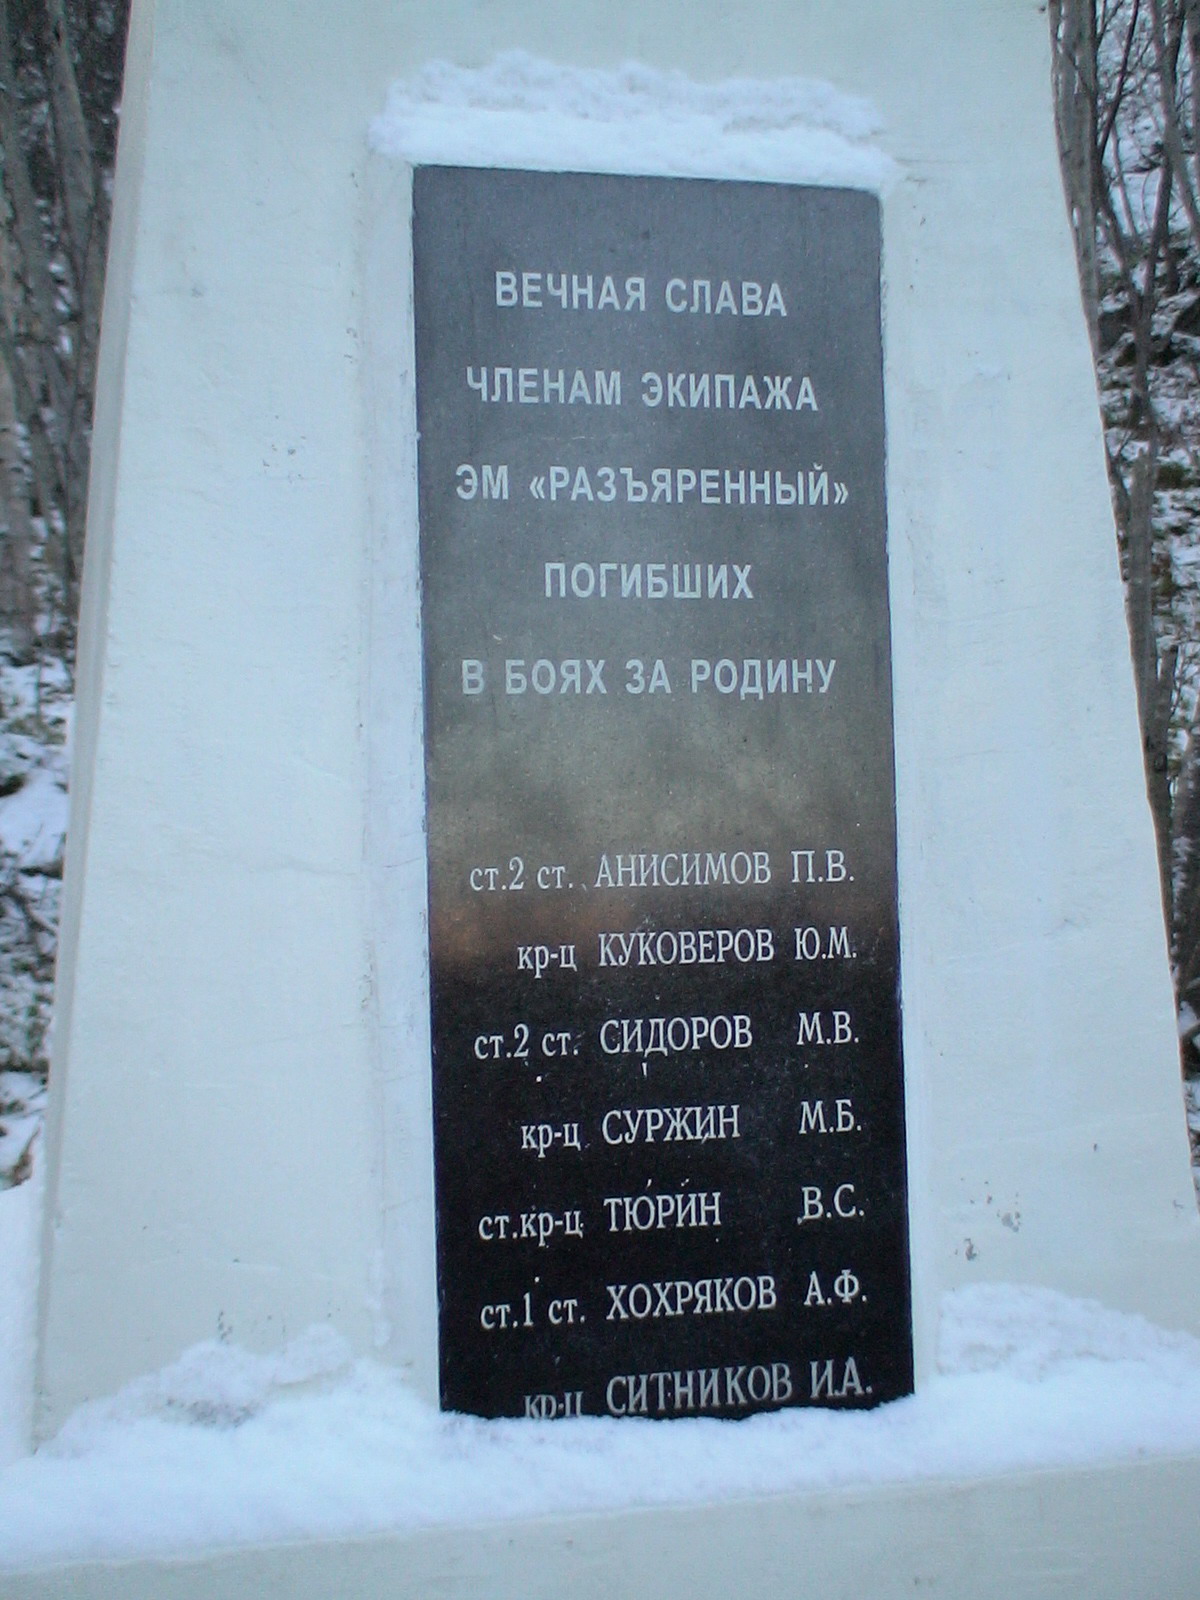 ВЕЧНАЯ СЛАВА
ЧЛЕНАМ ЭКИПАЖА
ЭМ «РАЗЪЯРЕННЫЙ»
ПОГИБШИХ
В БОЯХ ЗА РОДИНУ
ст.2 ст. АНИСИМОВ П.В.
кр-ц КУКОВЕРОВ Ю.М.
ст.2 ст. СИДОРОВ М.В.
кр-ц СУРЖИН М.Б.
ст.кр-ц ТЮРИН В.С.
ст.1 ст. ХОХРЯКОВ А.Ф.
кр-ц СИТНИКОВ И.А.